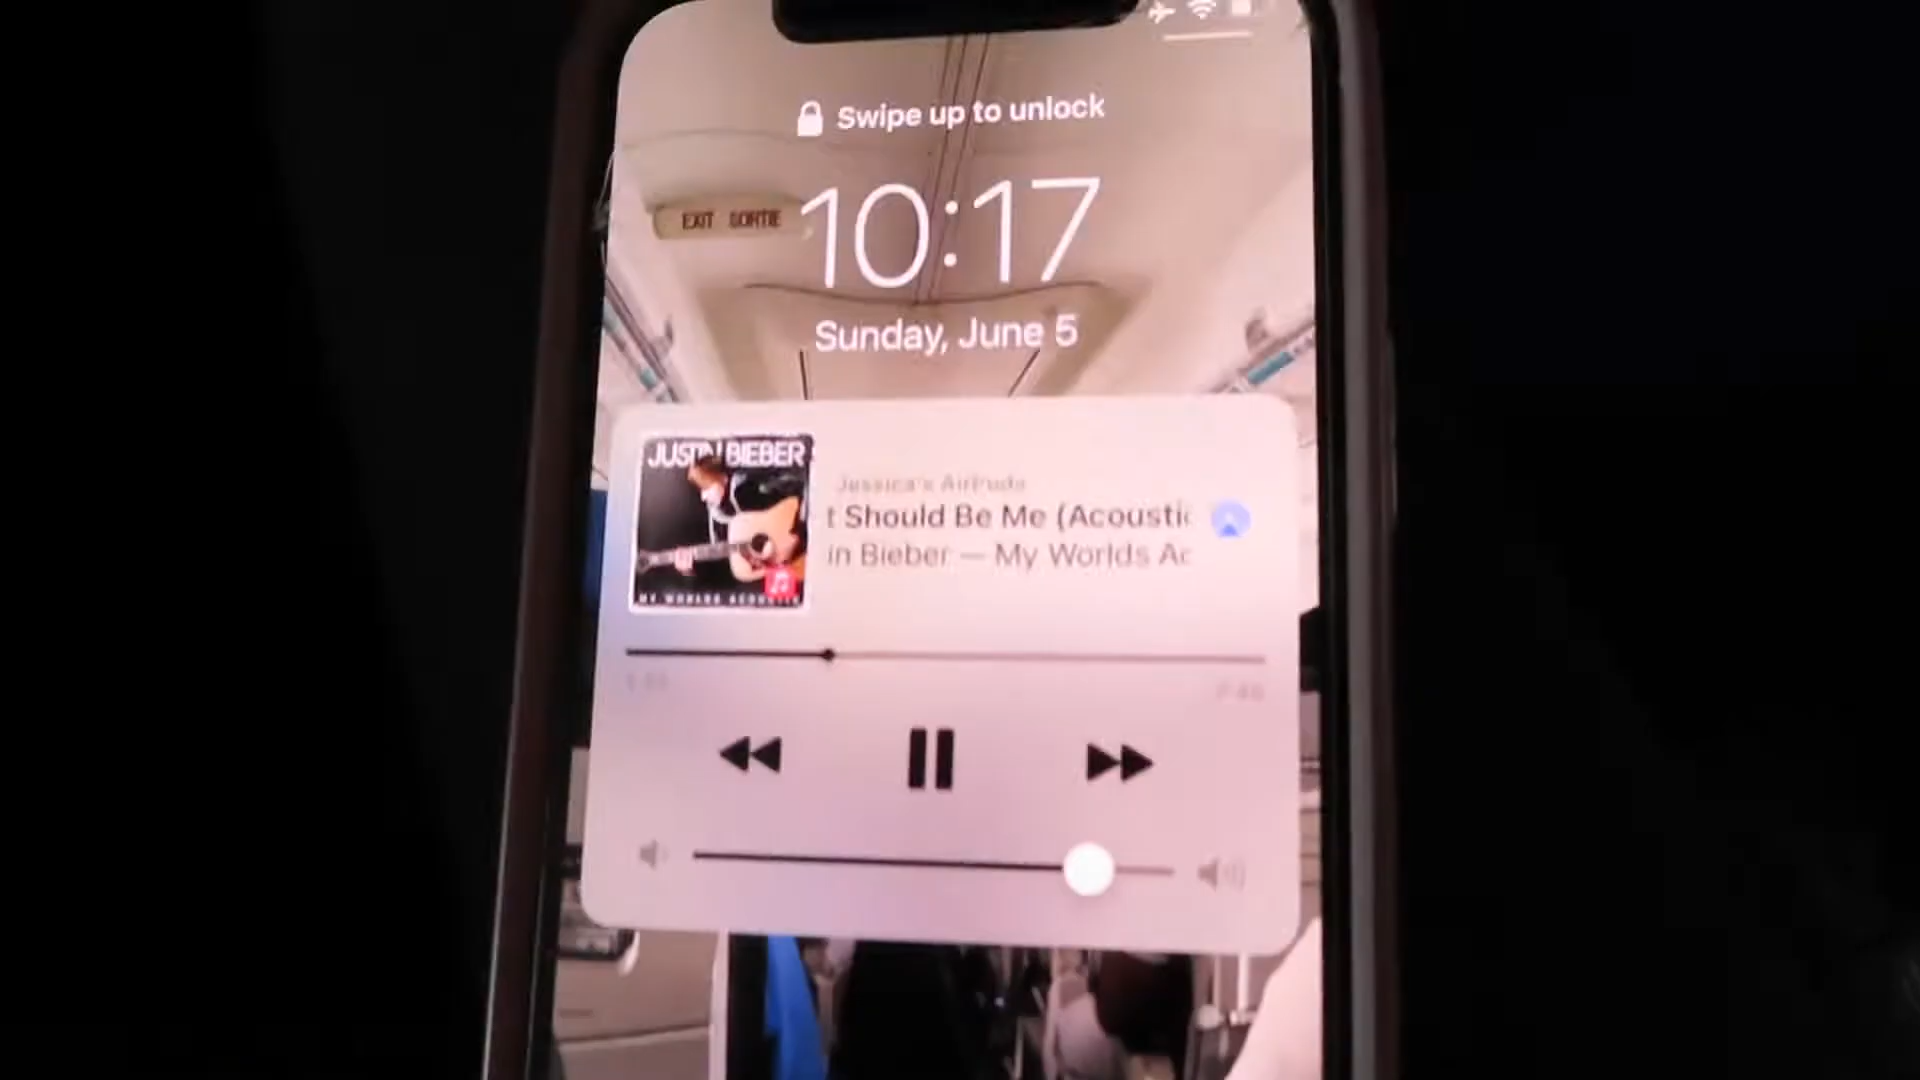 Swipe up to unlock
EXIT SORTIE
10:17
Sunday, June 5
JUSTIN BIEBER
MY WORLDS ACOUSTIC
Jessica's AirPods
t Should Be Me (Acoustic
in Bieber — My Worlds Ac